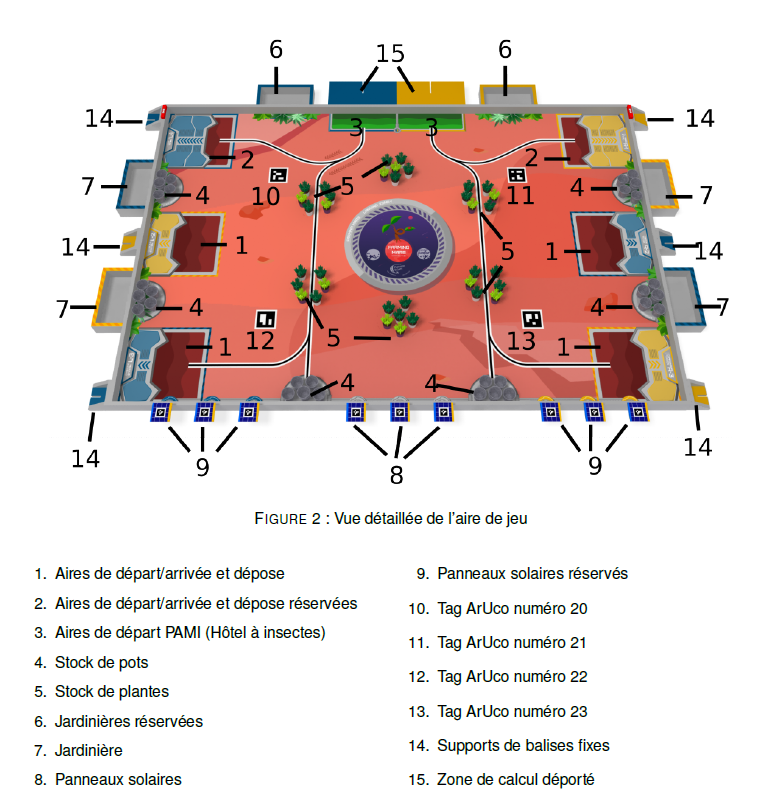 6
15
6
14
14
3
3
2
2
10
5
11
7
4
4
7
14
1
5
1
14
7
4
4
7
12
5
13
1
1
4
4
14
9
8
9
14
FIGURE 2 : Vue détaillée de l'aire de jeu
1. Aires de départ/arrivée et dépose
2. Aires de départ/arrivée et dépose réservées
3. Aires de départ PAMI (Hôtel à insectes)
4. Stock de pots
5. Stock de plantes
6. Jardinières réservées
7. Jardinière
8. Panneaux solaires
9. Panneaux solaires réservés
10. Tag ArUco numéro 20
11. Tag ArUco numéro 21
12. Tag ArUco numéro 22
13. Tag ArUco numéro 23
14. Supports de balises fixes
15. Zone de calcul déporté